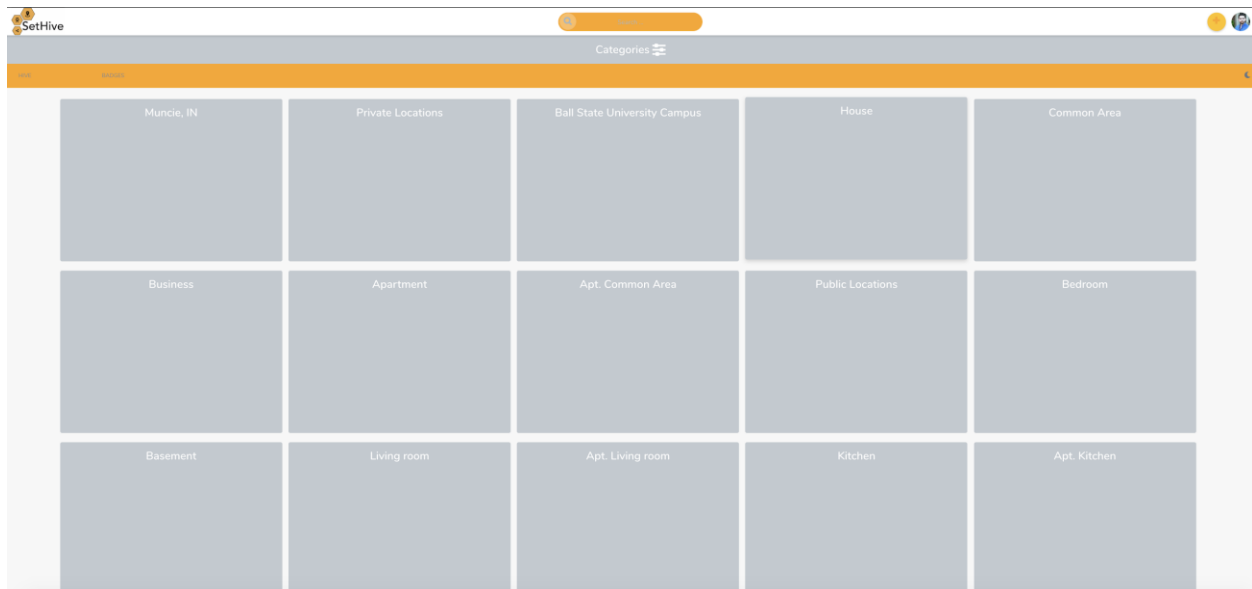 SetHive
Categories
Muncie, IN
Private Locations
Ball State University Campus
House
Common Area
Business
Apartment
Apt. Common Area
Public Locations
Bedroom
Basement
Living room
Apt. Living room
Kitchen
Apt. Kitchen